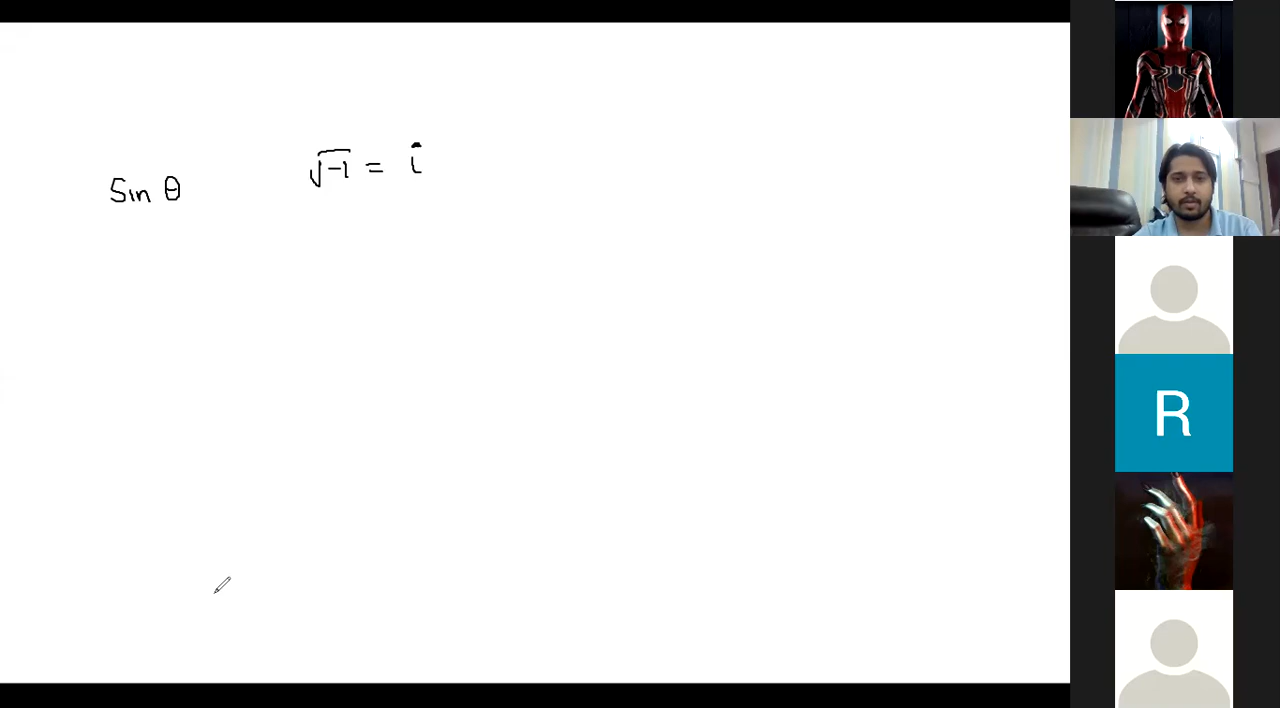 √-1 = i
Sin θ
R